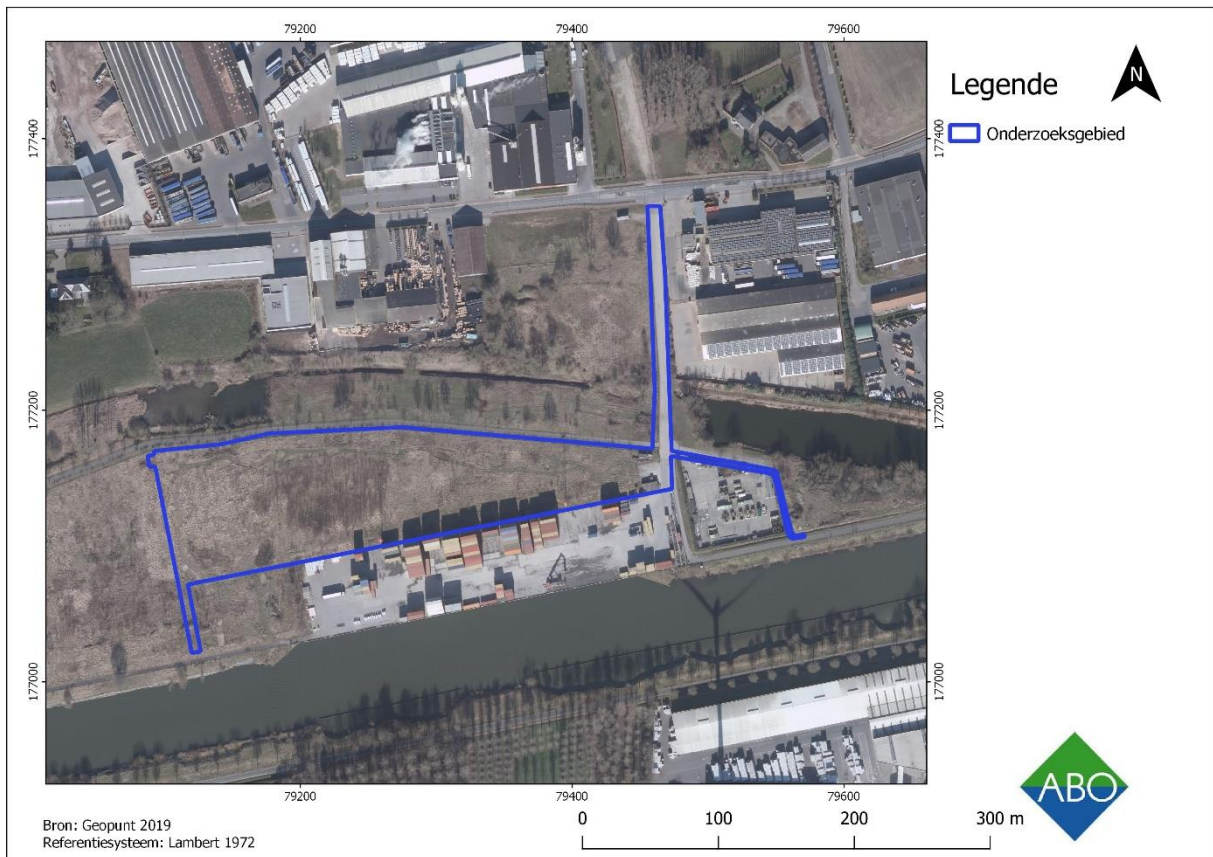 79200 79400 79600
Legende
N
Onderzoeksgebied
177400 177400
177200 177200
177000 177000
79200 79400 79600
Bron: Geopunt 2019
Referentiesysteem: Lambert 1972
0 100 200 300 m
ABO